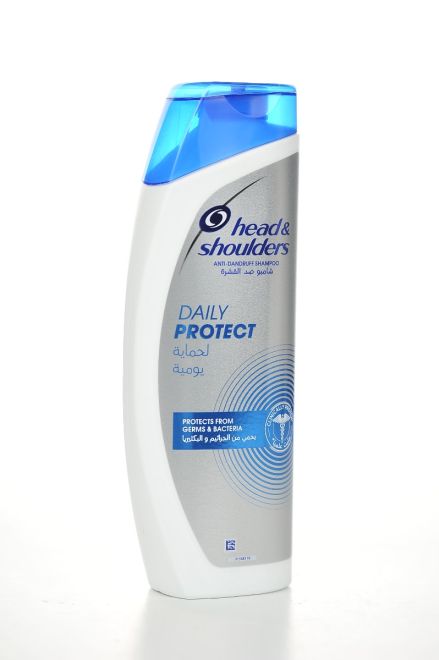 head &
shoulders
ANTI-DANDRUFF SHAMPOO
شامبو ضد القشرة
DAILY
PROTECT
لحماية
يومية
PROTECTS FROM
GERMS & BACTERIA
يحمي من الجراثيم و البكتيريا
CLINICALLY